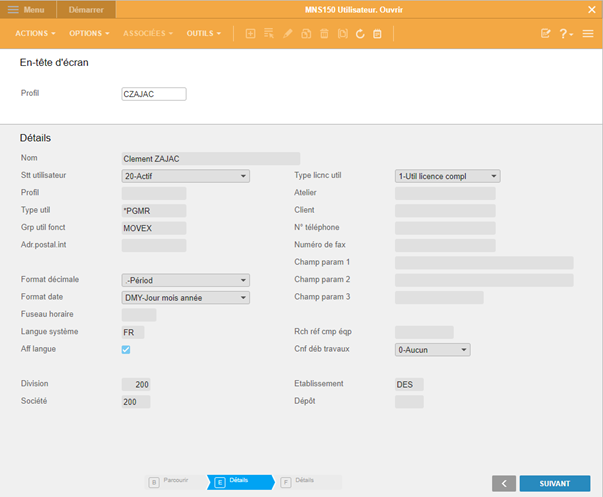 Menu Démarrer MNS150 Utilisateur. Ouvrir
ACTIONS OPTIONS ASSOCIÉES OUTILS ?
En-tête d'écran
Profil CZAJAC
Détails
Nom Clement ZAJAC
Stt utilisateur 20-Actif Type licnc util 1-Util licence compl
Profil Atelier
Type util *PGMR Client
Grp util fonct MOVEX N° téléphone
Adr.postal.int Numéro de fax
Champ param 1
Format décimale .-Périod Champ param 2
Format date DMY-Jour mois année Champ param 3
Fuseau horaire
Langue système FR Rch réf cmp éqp
Aff langue Cnf déb travaux 0-Aucun
Division 200 Etablissement DES
Société 200 Dépôt
B Parcourir E Détails F Détails SUIVANT